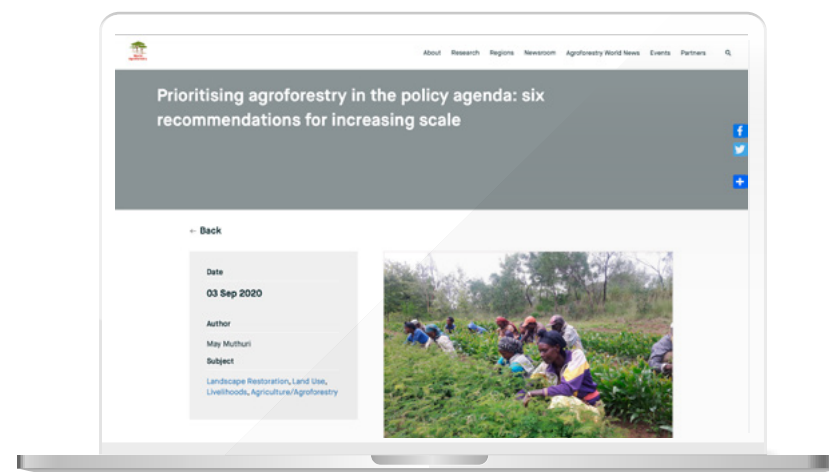 About Research Regions Newsroom Agroforestry World News Events Partners
Prioritising agroforestry in the policy agenda: six
recommendations for increasing scale
← Back
Date
03 Sep 2020
Author
May Muthuri
Subject
Landscape Restoration, Land Use,
Livelihoods, Agriculture/Agroforestry